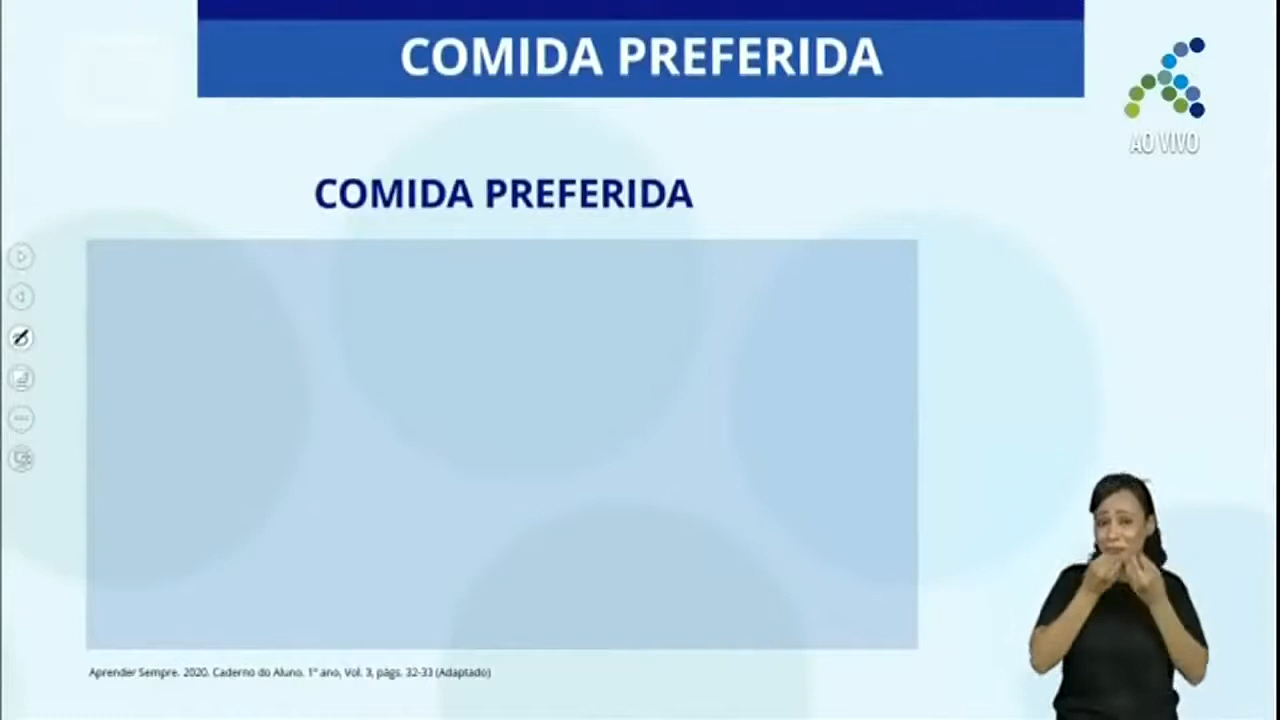 COMIDA PREFERIDA
AO VIVO
COMIDA PREFERIDA
Aprender Sempre. 2020. Caderno do Aluno. 1º ano, Vol. 3, págs. 32-33 (Adaptado)